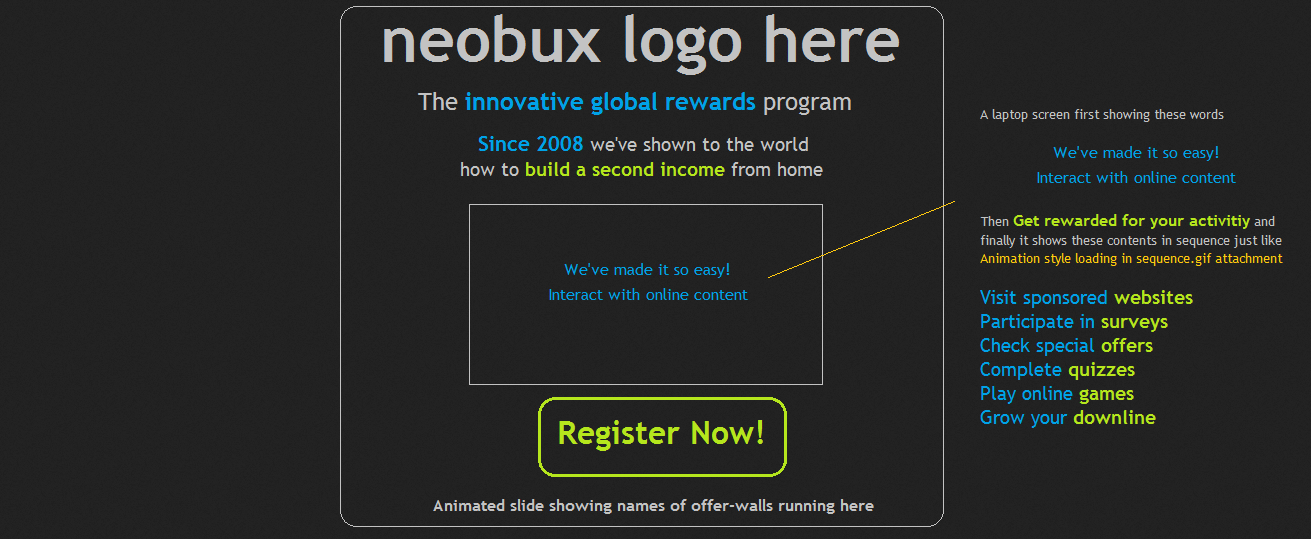 neobux logo here
The innovative global rewards program
Since 2008 we've shown to the world
how to build a second income from home
We've made it so easy!
Interact with online content
Register Now!
Animated slide showing names of offer-walls running here
A laptop screen first showing these words
We've made it so easy!
Interact with online content
Then Get rewarded for your activitiy and
finally it shows these contents in sequence just like
Animation style loading in sequence.gif attachment
Visit sponsored websites
Participate in surveys
Check special offers
Complete quizzes
Play online games
Grow your downline